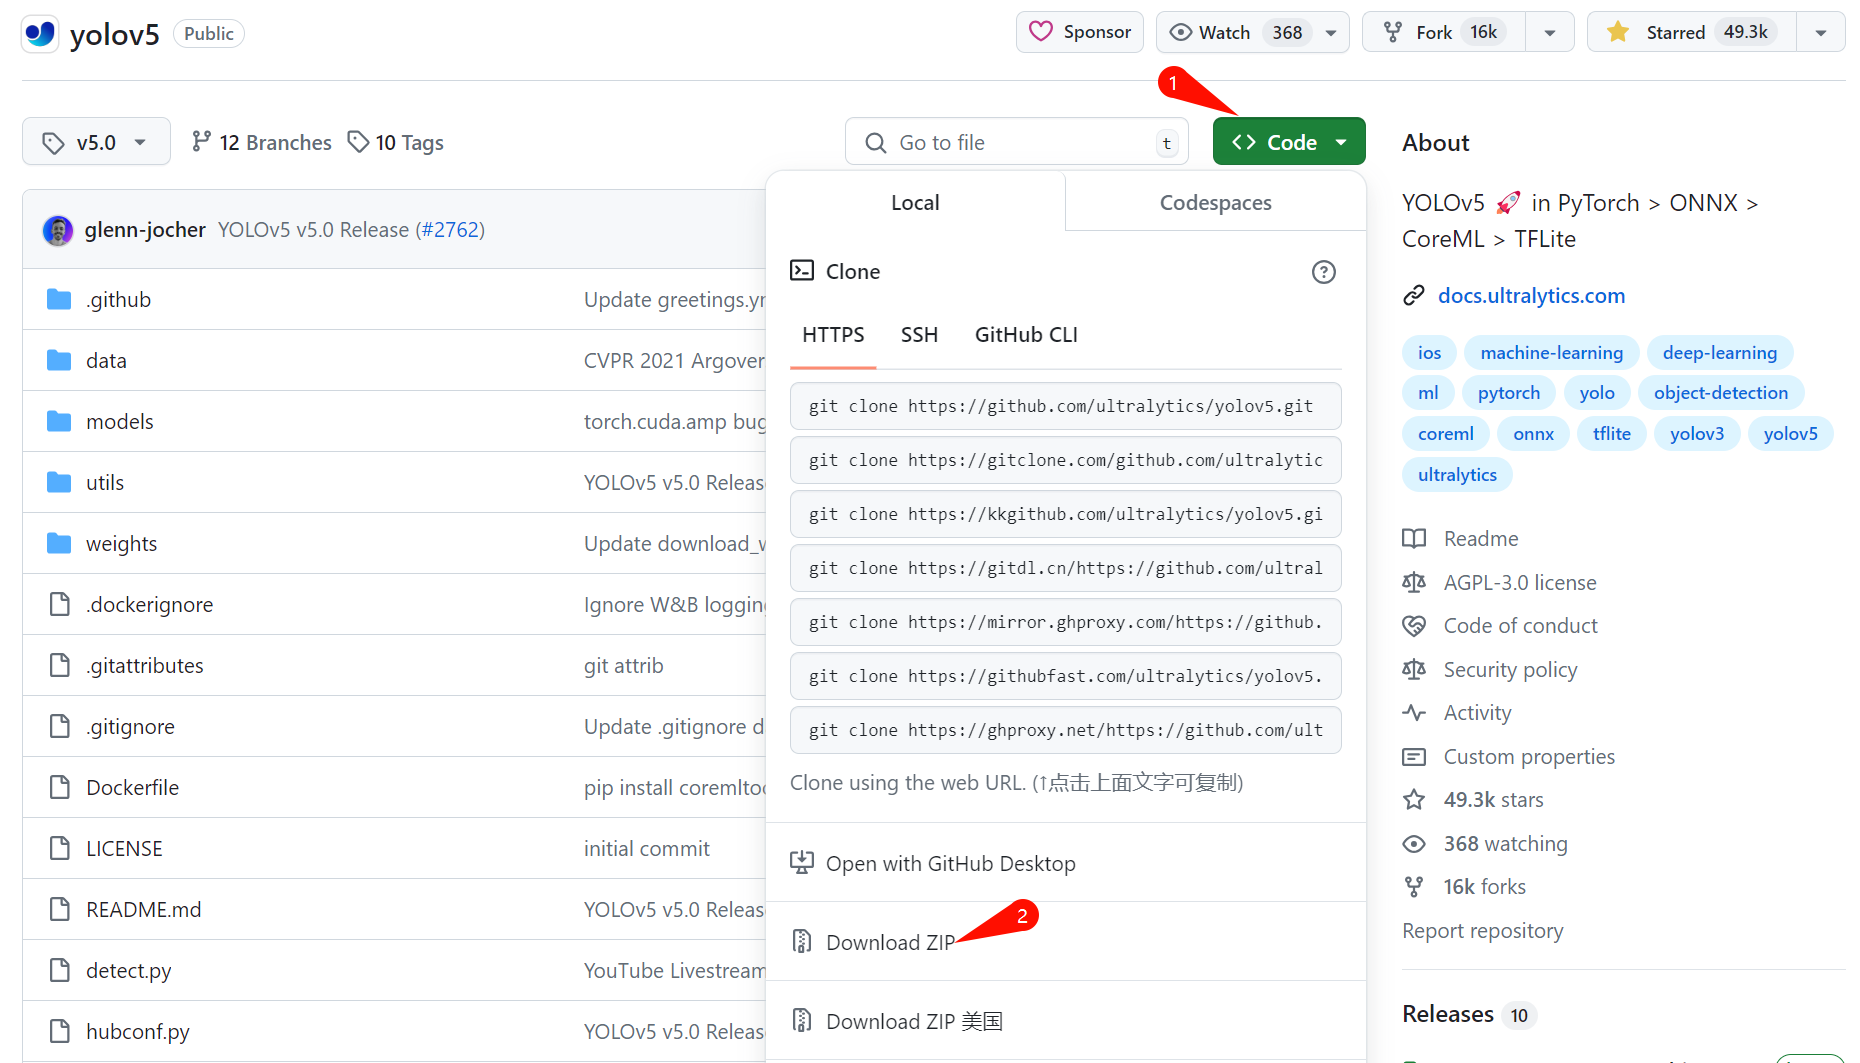 yolov5 Public
Sponsor
Watch 368
Fork 16k
Starred 49.3k
1
v5.0
12 Branches
10 Tags
Go to file t
Code
glenn-jocher YOLOv5 v5.0 Release (#2762)
.github Update greetings.y
data CVPR 2021 Argover
models torch.cuda.amp bug
utils YOLOv5 v5.0 Releas
weights Update download_
.dockerignore Ignore W&B logging
.gitattributes git attrib
.gitignore Update .gitignore d
Dockerfile pip install coremlto
LICENSE initial commit
README.md YOLOv5 v5.0 Releas
detect.py YouTube Livestream
hubconf.py YOLOv5 v5.0 Releas
Local
Codespaces
Clone
HTTPS SSH GitHub CLI
git clone https://github.com/ultralytics/yolov5.git
git clone https://gitclone.com/github.com/ultralytic
git clone https://kkgithub.com/ultralytics/yolov5.gi
git clone https://gitdl.cn/https://github.com/ultral
git clone https://mirror.ghproxy.com/https://github.
git clone https://githubfast.com/ultralytics/yolov5.
git clone https://ghproxy.net/https://github.com/ult
Clone using the web URL. (↑点击上面文字可复制)
Open with GitHub Desktop
2
Download ZIP
Download ZIP 美国
About
YOLOv5 🚀 in PyTorch > ONNX >
CoreML > TFLite
docs.ultralytics.com
ios machine-learning deep-learning
ml pytorch yolo object-detection
coreml onnx tflite yolov3 yolov5
ultralytics
Readme
AGPL-3.0 license
Code of conduct
Security policy
Activity
Custom properties
49.3k stars
368 watching
16k forks
Report repository
Releases 10